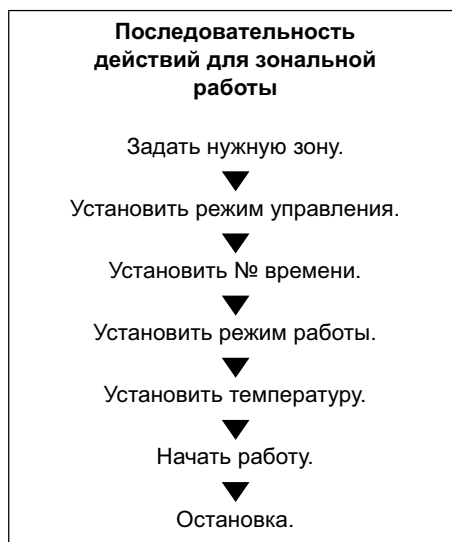 Последовательность
действий для зональной
работы
Задать нужную зону.
Установить режим управления.
Установить № времени.
Установить режим работы.
Установить температуру.
Начать работу.
Остановка.